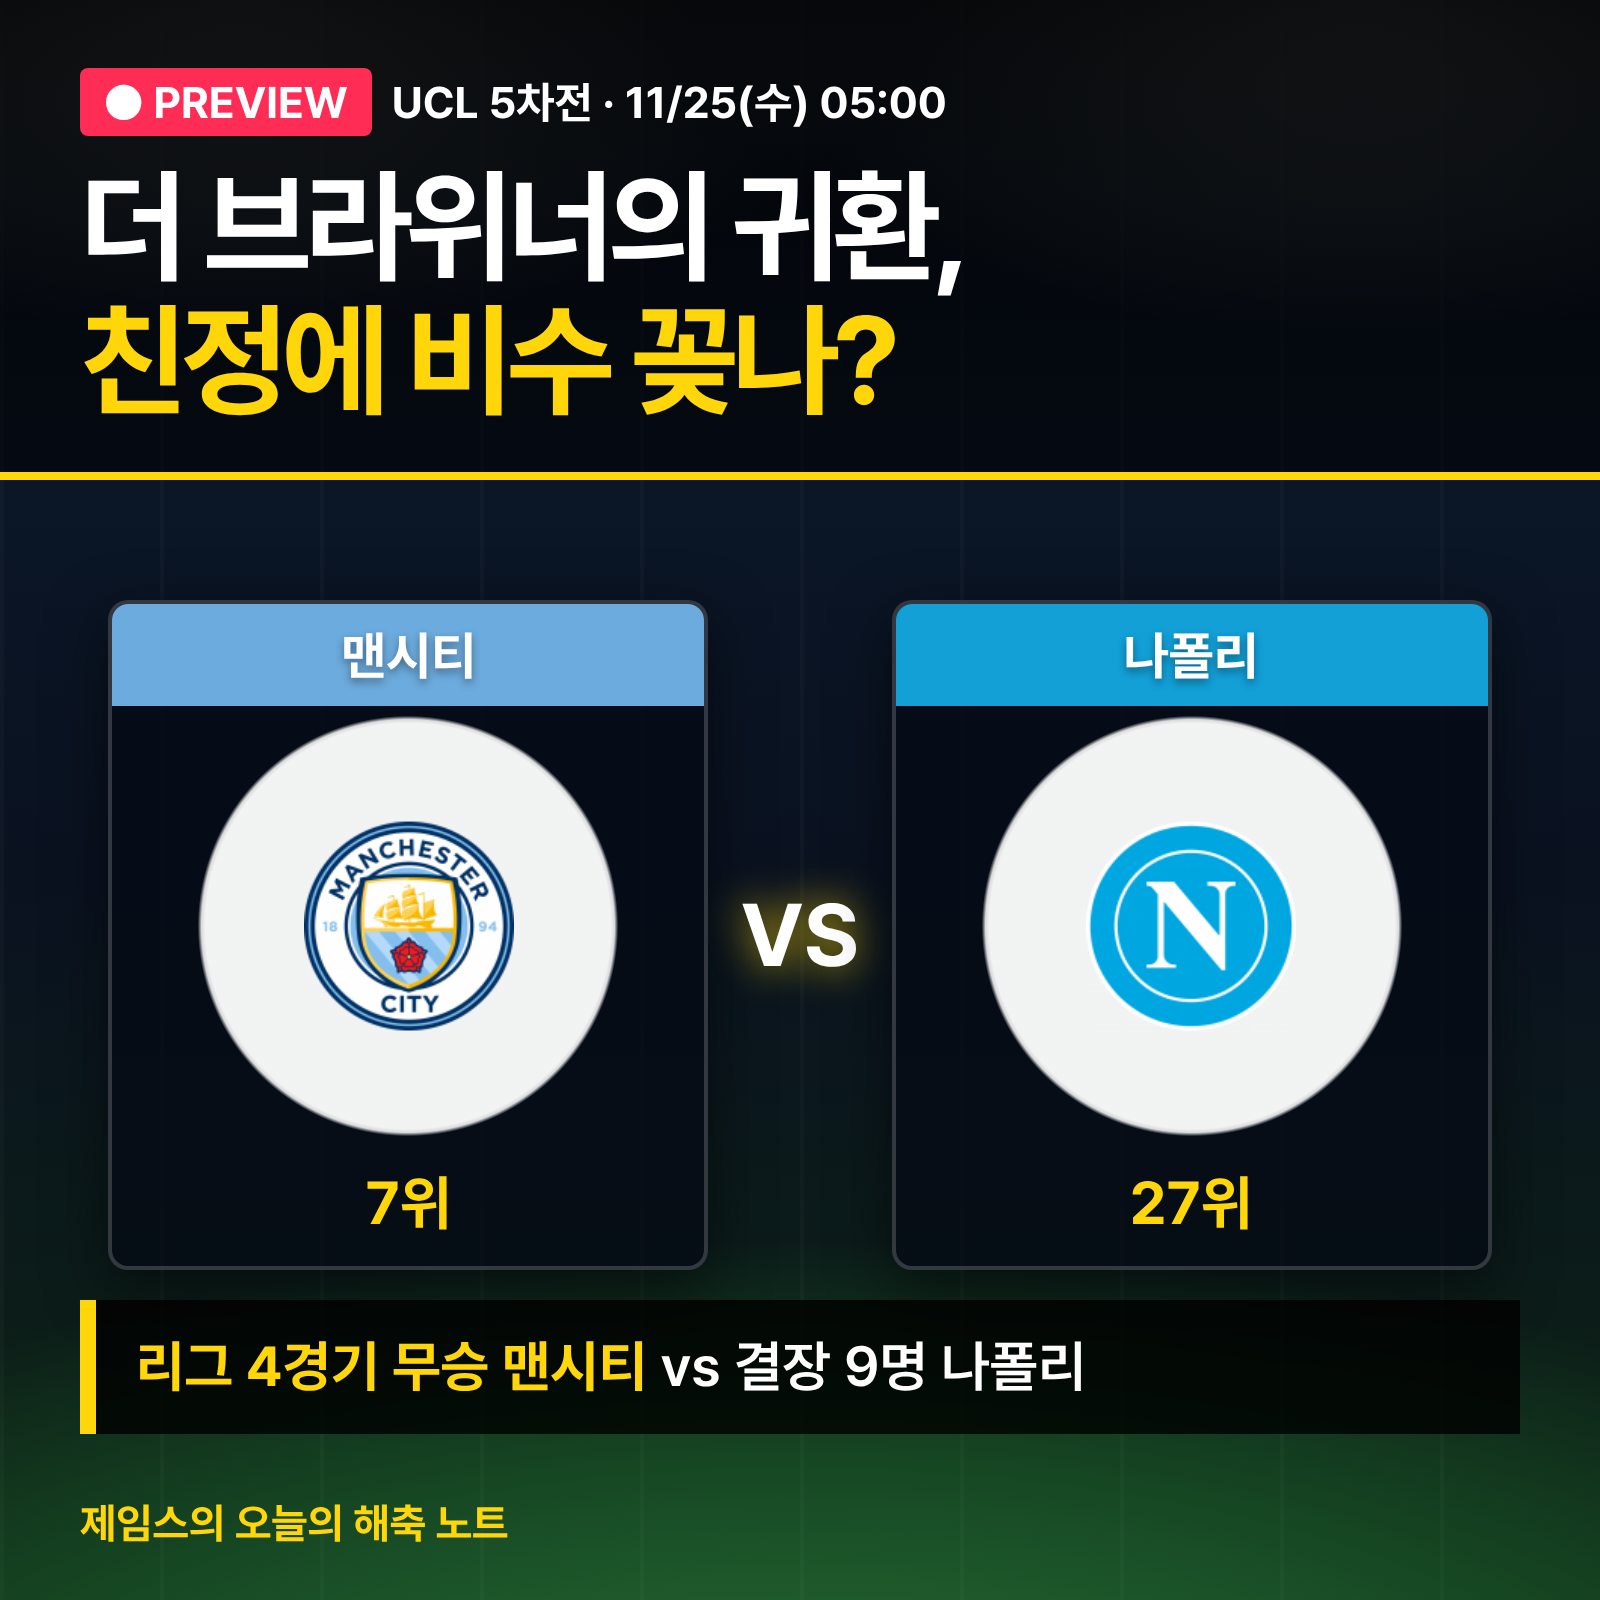 PREVIEW UCL 5차전 · 11/25(수) 05:00
더 브라위너의 귀환,
친정에 비수 꽂나?
맨시티
나폴리
MANCHESTER
18 94
CITY
VS
N
7위
27위
리그 4경기 무승 맨시티 vs 결장 9명 나폴리
제임스의 오늘의 해축 노트